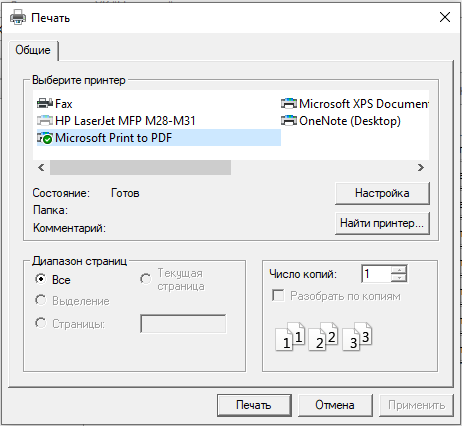 Печать
Общие
Выберите принтер
Fax
Microsoft XPS Document
HP LaserJet MFP M28-M31
OneNote (Desktop)
Microsoft Print to PDF
Состояние: Готов
Настройка
Папка:
Комментарий:
Найти принтер...
Диапазон страниц
Все
Текущая страница
Выделение
Страницы:
Число копий: 1
Разобрать по копиям
1 1 2 2 3 3
Печать Отмена Применить